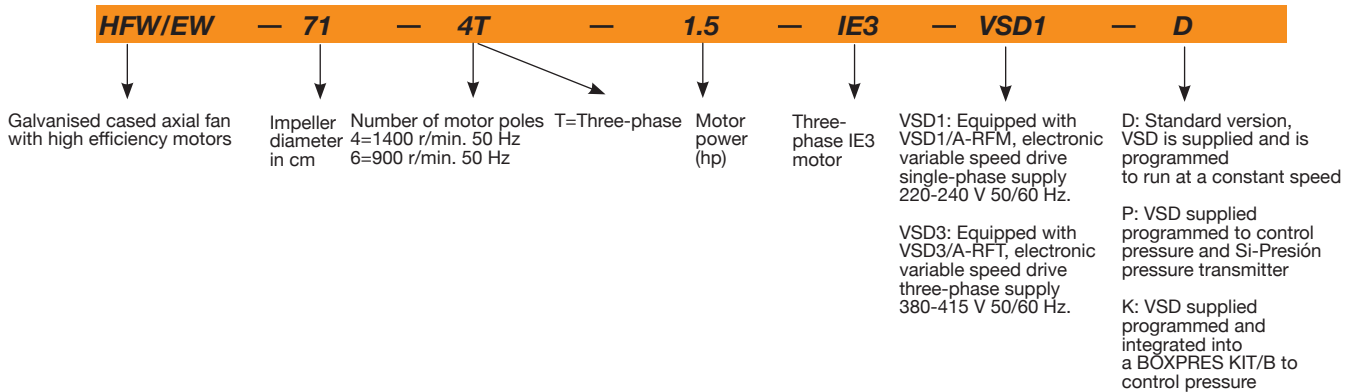 HFW/EW — 71 — 4T — 1.5 — IE3 — VSD1 — D
Galvanised cased axial fan
with high efficiency motors
Impeller
diameter
in cm
Number of motor poles
4=1400 r/min. 50 Hz
6=900 r/min. 50 Hz
T=Three-phase
Motor
power
(hp)
Three-
phase IE3
motor
VSD1: Equipped with
VSD1/A-RFM, electronic
variable speed drive
single-phase supply
220-240 V 50/60 Hz.
VSD3: Equipped with
VSD3/A-RFT, electronic
variable speed drive
three-phase supply
380-415 V 50/60 Hz.
D: Standard version,
VSD is supplied and is
programmed
to run at a constant speed
P: VSD supplied
programmed to control
pressure and Si-Presión
pressure transmitter
K: VSD supplied
programmed and
integrated into
a BOXPRES KIT/B to
control pressure